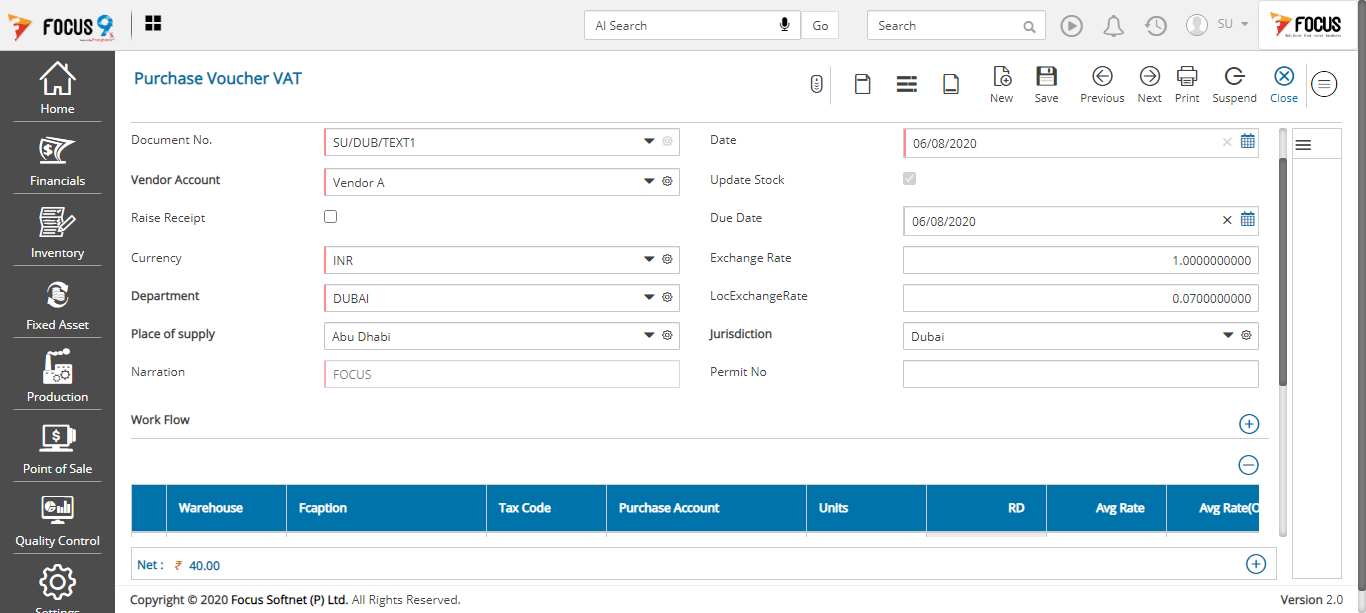 FOCUS 9
AI Search
Go
Search
SU
FOCUS
Home
Financials
Inventory
Fixed Asset
Production
Point of Sale
Quality Control
Settings
Purchase Voucher VAT
New
Save
Previous
Next
Print
Suspend
Close
Document No.
SU/DUB/TEXT1
Date
06/08/2020
Vendor Account
Vendor A
Update Stock
Raise Receipt
Due Date
06/08/2020
Currency
INR
Exchange Rate
1.0000000000
Department
DUBAI
LocExchangeRate
0.0700000000
Place of supply
Abu Dhabi
Jurisdiction
Dubai
Narration
FOCUS
Permit No
Work Flow
Warehouse
Fcaption
Tax Code
Purchase Account
Units
RD
Avg Rate
Avg Rate(O
Net : ₹ 40.00
Copyright © 2020 Focus Softnet (P) Ltd. All Rights Reserved.
Version 2.0